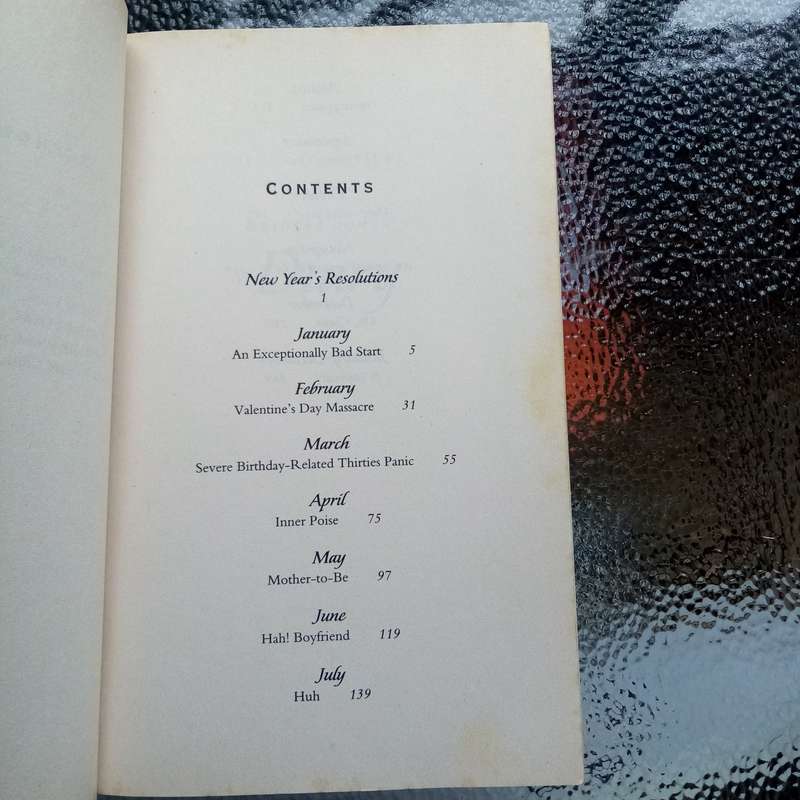 CONTENTS
New Year's Resolutions
1
January
An Exceptionally Bad Start 5
February
Valentine's Day Massacre 31
March
Severe Birthday-Related Thirties Panic 55
April
Inner Poise 75
May
Mother-to-Be 97
June
Hah! Boyfriend 119
July
Huh 139